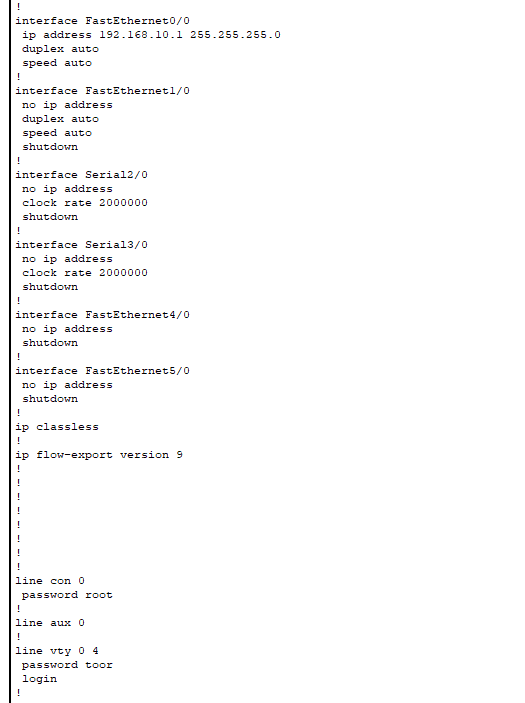 !
interface FastEthernet0/0
 ip address 192.168.10.1 255.255.255.0
 duplex auto
 speed auto
!
interface FastEthernet1/0
 no ip address
 duplex auto
 speed auto
 shutdown
!
interface Serial2/0
 no ip address
 clock rate 2000000
 shutdown
!
interface Serial3/0
 no ip address
 clock rate 2000000
 shutdown
!
interface FastEthernet4/0
 no ip address
 shutdown
!
interface FastEthernet5/0
 no ip address
 shutdown
!
ip classless
!
ip flow-export version 9
!
!
!
!
!
!
!
!
line con 0
 password root
!
line aux 0
!
line vty 0 4
 password toor
 login
!